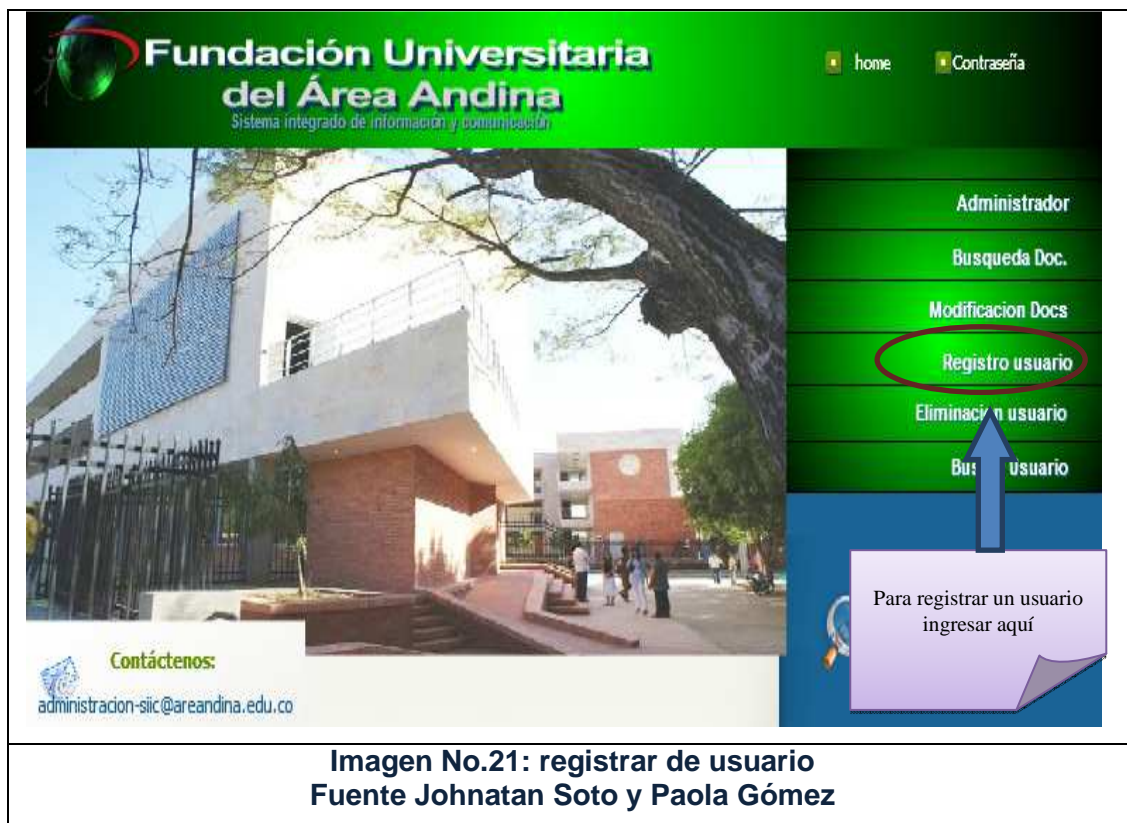 Fundación Universitaria
del Área Andina
Sistema integrado de información y comunicación
home
Contraseña
Administrador
Busqueda Doc.
Modificacion Docs
Registro usuario
Eliminacion usuario
usuario
Para registrar un usuario
ingresar aquí
Contáctenos:
administracion-siic@areandina.edu.co
Imagen No.21: registrar de usuario
Fuente Johnatan Soto y Paola Gómez